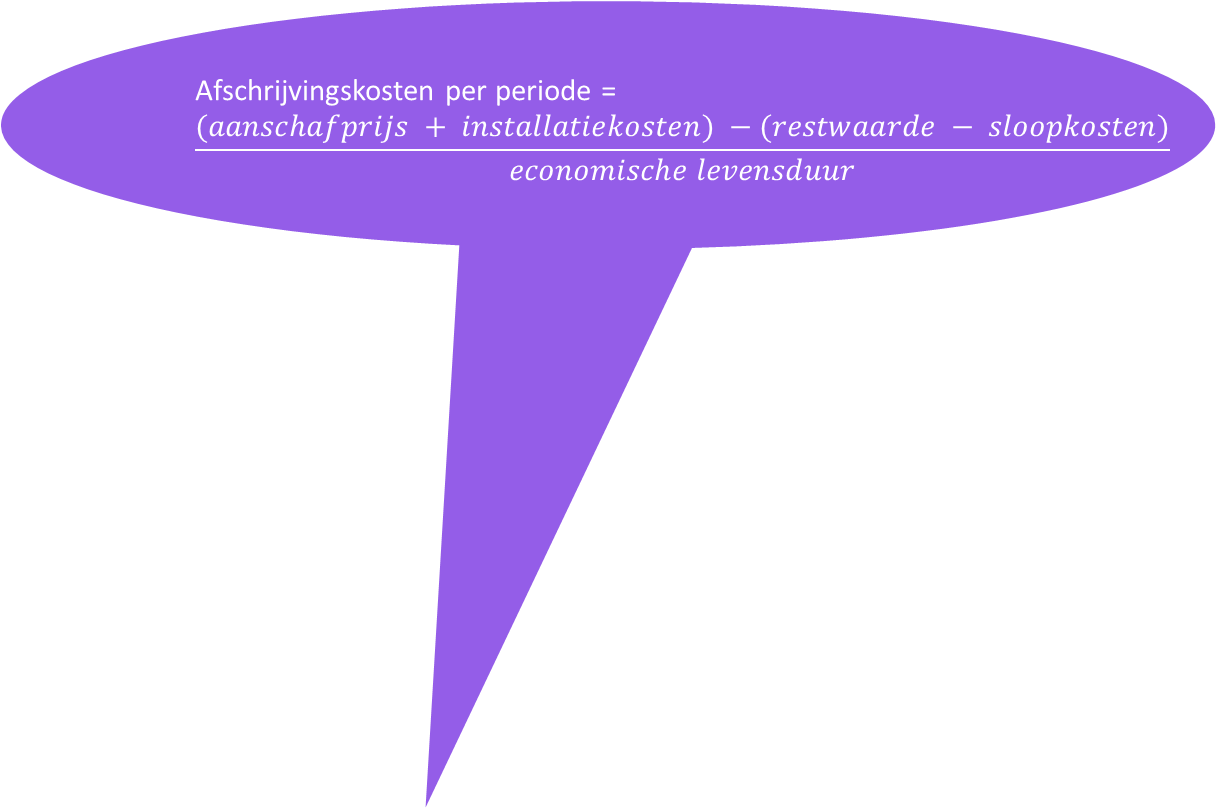 Afschrijvingskosten per periode =
(aanschafprijs + installatiekosten) − (restwaarde − sloopkosten)
economische levensduur